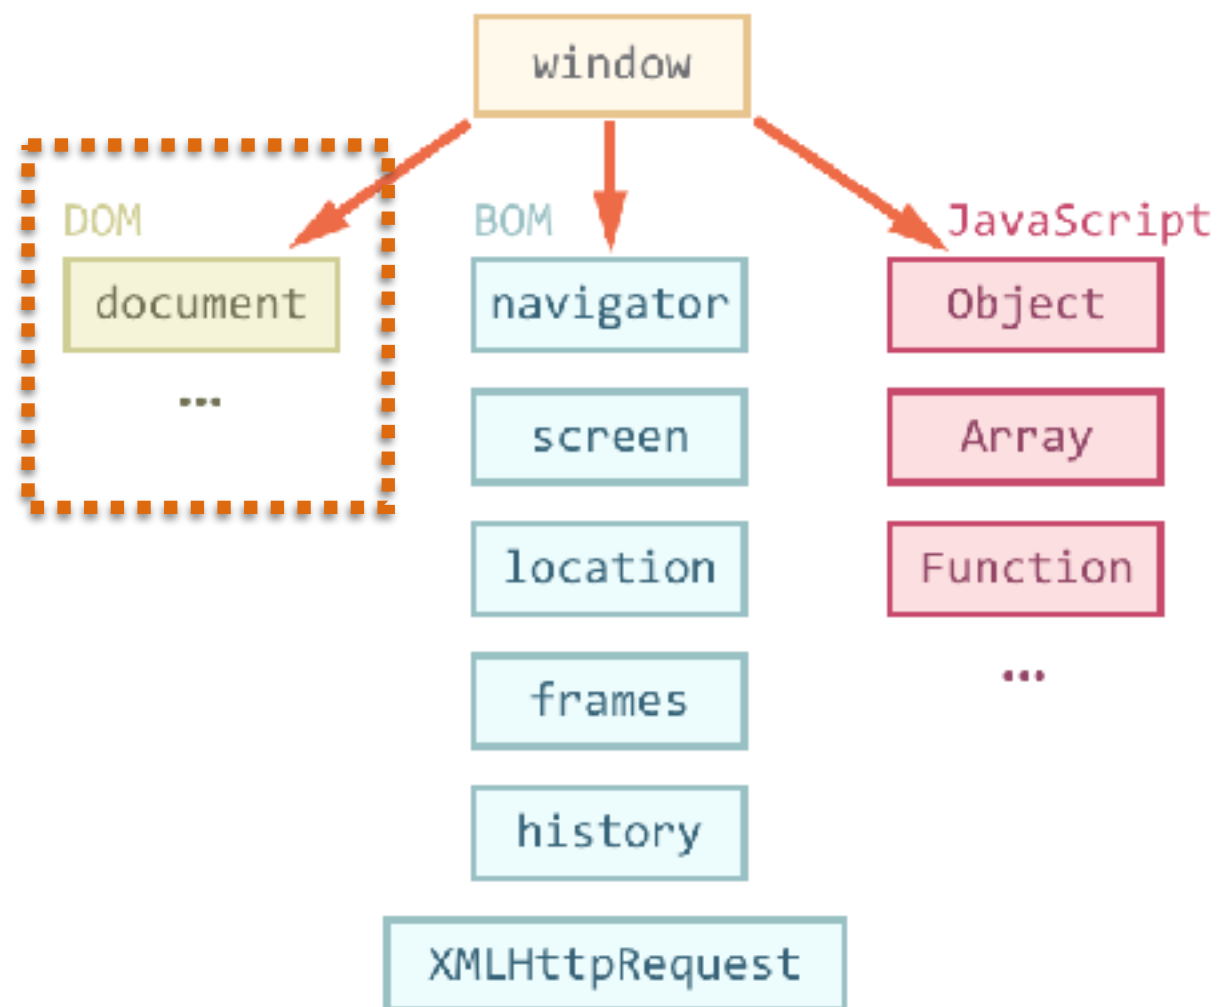 window
DOM
document
...
BOM
navigator
screen
location
frames
history
XMLHttpRequest
JavaScript
Object
Array
Function
...